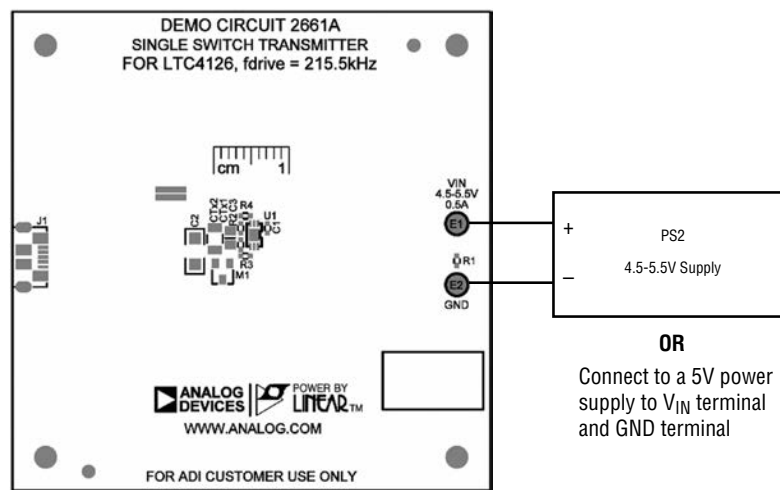 DEMO CIRCUIT 2661A
SINGLE SWITCH TRANSMITTER
FOR LTC4126, fdrive = 215.5kHz
cm 1
J1
C2
CTX2
CTX1
R2
C3
R4
U1
C1
R3
M1
VIN
4.5-5.5V
0.5A
E1
R1
E2
GND
+
PS2
4.5-5.5V Supply
–
OR
Connect to a 5V power
supply to VIN terminal
and GND terminal
ANALOG
DEVICES
POWER BY
LINEAR™
WWW.ANALOG.COM
FOR ADI CUSTOMER USE ONLY